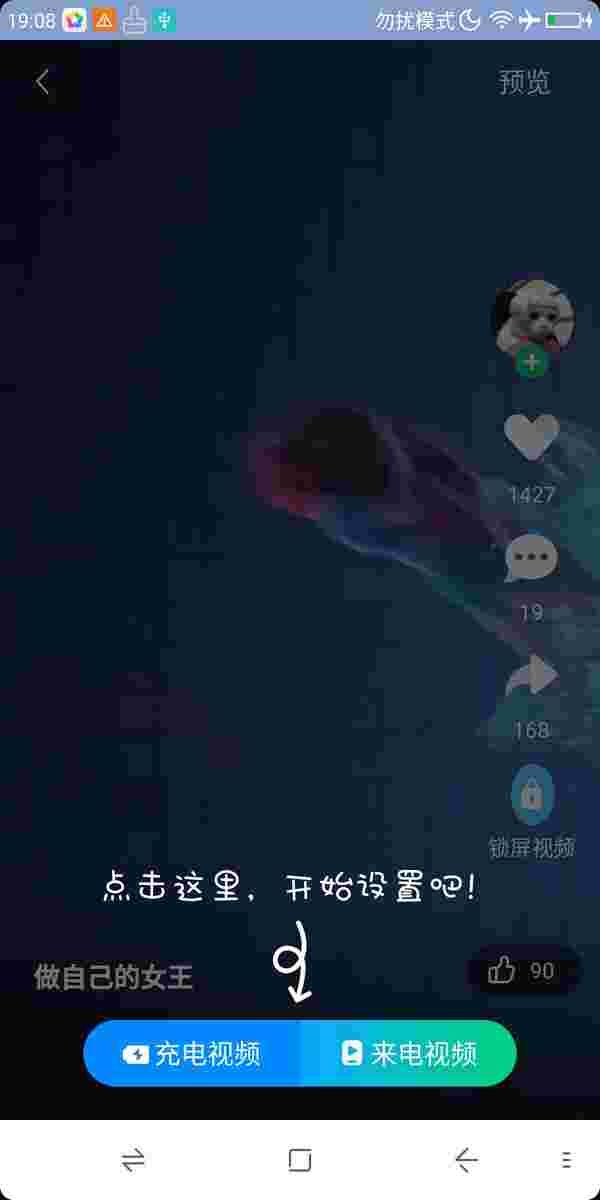 19:08
勿扰模式
预览
1427
19
168
锁屏视频
点击这里，开始设置吧！
做自己的女王
90
充电视频
来电视频